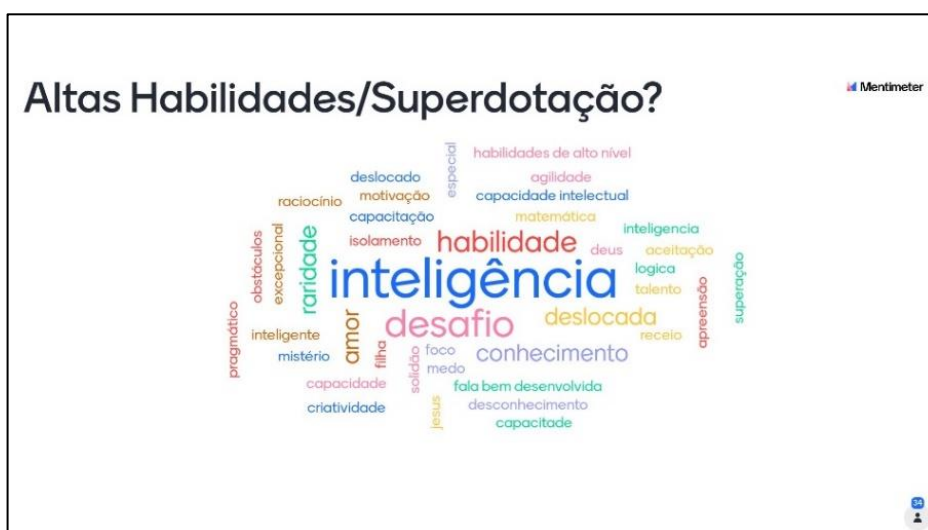 Altas Habilidades/Superdotação?
Mentimeter
especial
habilidades de alto nível
deslocado
agilidade
raciocínio
motivação
capacidade intelectual
capacitação
matemática
obstáculos
excepcional
raridade
isolamento
habilidade
deus
inteligencia
aceitação
inteligência
logica
talento
apreensão
superação
pragmático
inteligente
amor
desafio
deslocada
receio
mistério
filha
solidão
foco
medo
conhecimento
capacidade
fala bem desenvolvida
criatividade
jesus
desconhecimento
capacitade
34